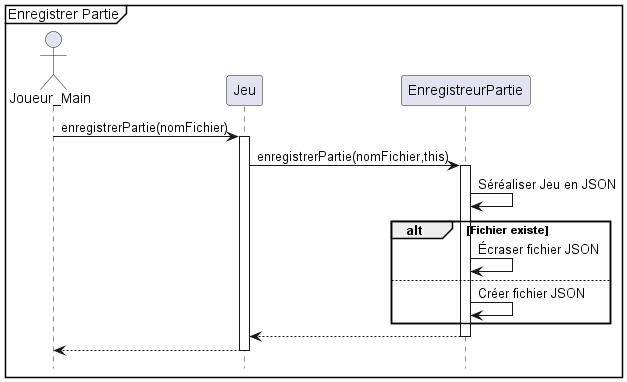 Enregistrer Partie
Joueur_Main
Jeu
EnregistreurPartie
enregistrerPartie(nomFichier)
enregistrerPartie(nomFichier,this)
Séréaliser Jeu en JSON
alt
[Fichier existe]
Écraser fichier JSON
Créer fichier JSON